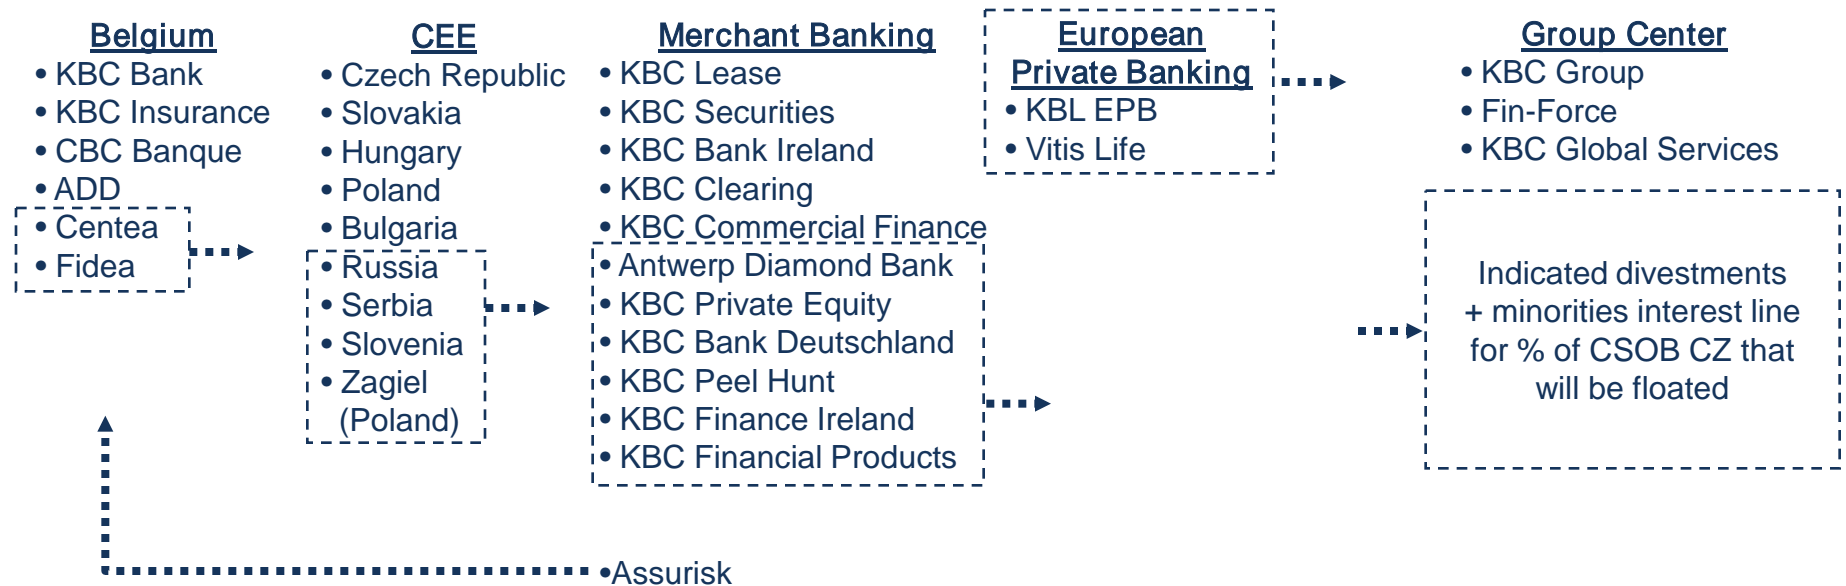 Belgium
• KBC Bank
• KBC Insurance
• CBC Banque
• ADD
• Centea
• Fidea
CEE
• Czech Republic
• Slovakia
• Hungary
• Poland
• Bulgaria
• Russia
• Serbia
• Slovenia
• Zagiel
(Poland)
Merchant Banking
• KBC Lease
• KBC Securities
• KBC Bank Ireland
• KBC Clearing
• KBC Commercial Finance
• Antwerp Diamond Bank
• KBC Private Equity
• KBC Bank Deutschland
• KBC Peel Hunt
• KBC Finance Ireland
• KBC Financial Products
•Assurisk
European
Private Banking
• KBL EPB
• Vitis Life
Group Center
• KBC Group
• Fin-Force
• KBC Global Services
Indicated divestments
+ minorities interest line
for % of CSOB CZ that
will be floated